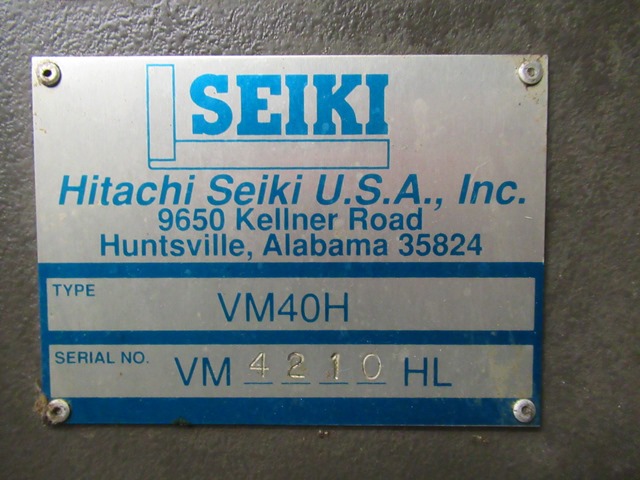 SEIKI
Hitachi Seiki U.S.A., Inc.
9650 Kellner Road
Huntsville, Alabama 35824
TYPE VM40H
SERIAL NO. VM 4210 HL